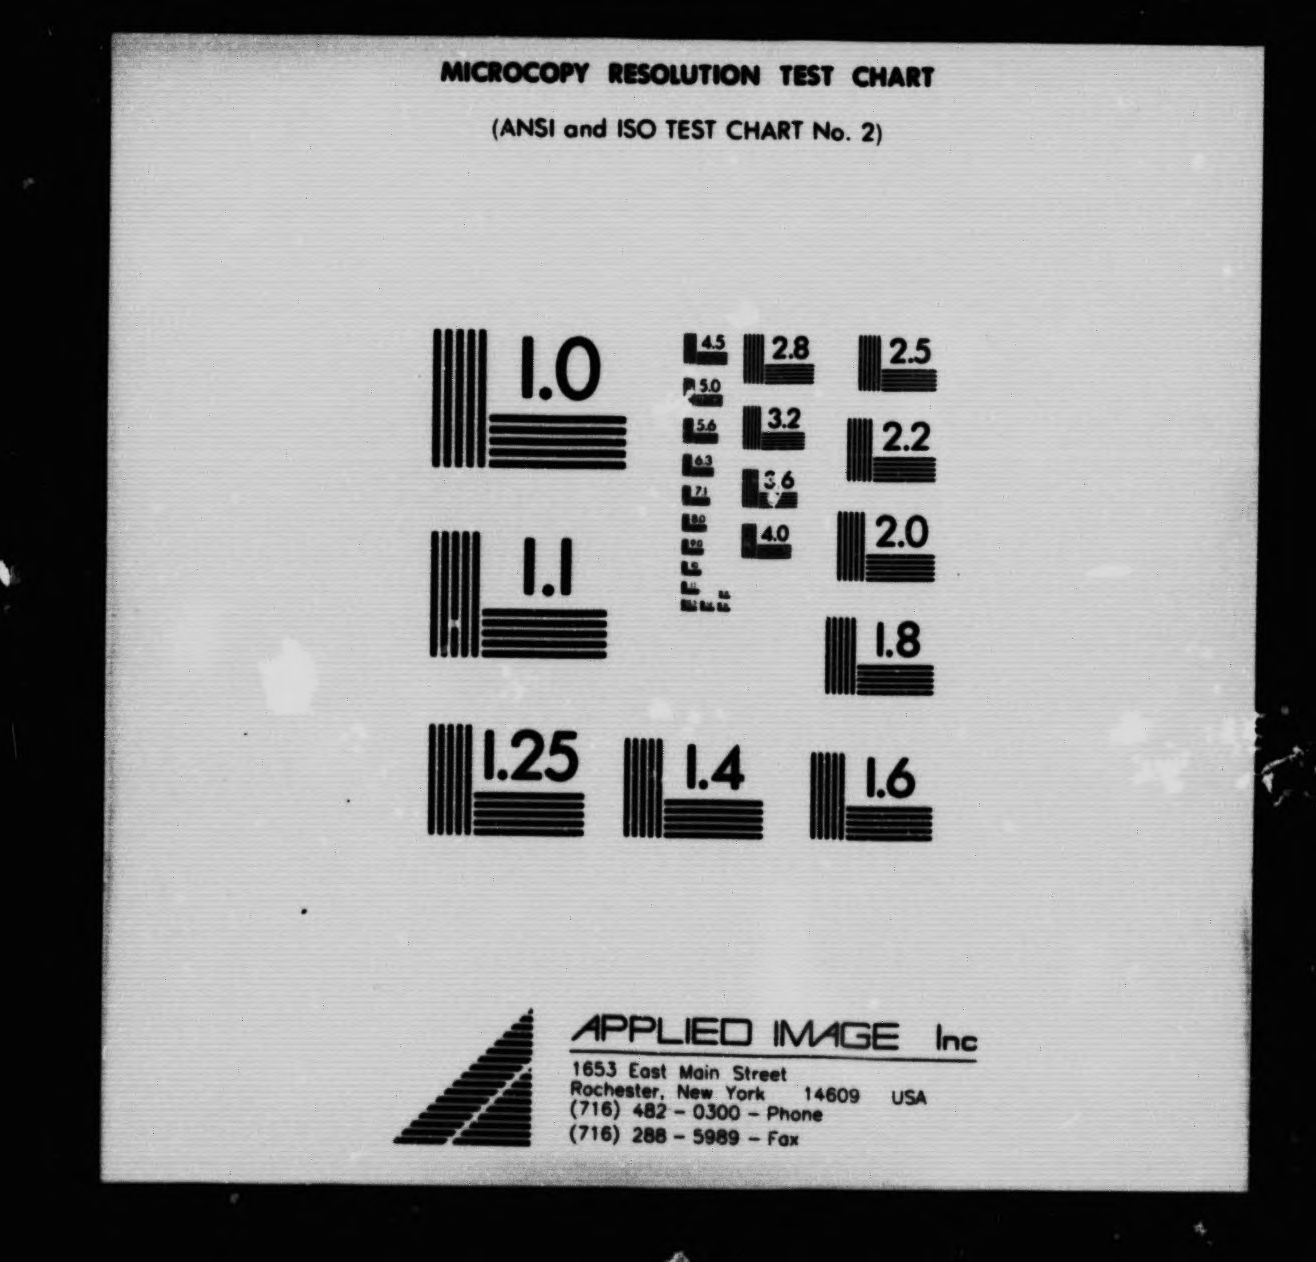 MICROCOPY RESOLUTION TEST CHART
(ANSI and ISO TEST CHART No. 2)
1.0
1.1
1.25
1.4
1.6
1.8
2.0
2.2
2.5
2.8
3.2
3.6
4.0
4.5
5.0
5.6
6.3
7.1
8.0
9.0
APPLIED IMAGE Inc
1653 East Main Street
Rochester, New York 14609 USA
(716) 482 - 0300 - Phone
(716) 288 - 5989 - Fax